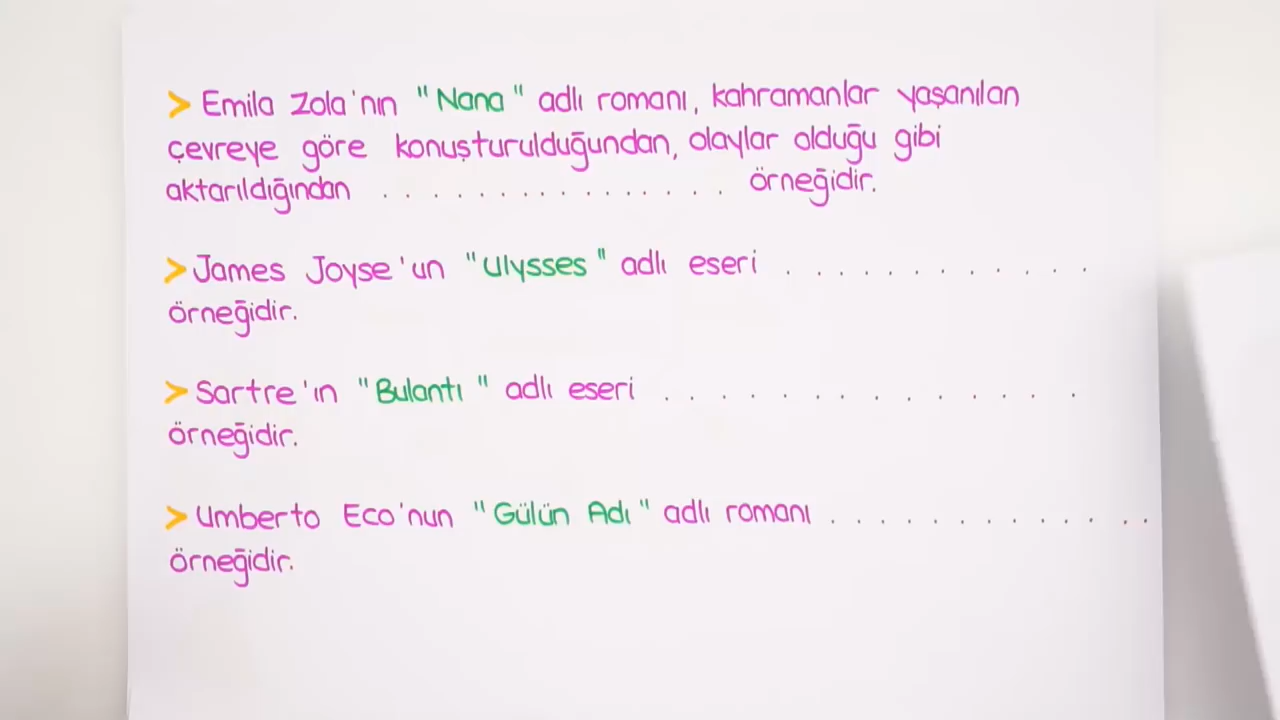 > Emila Zola'nın "Nana" adlı romanı, kahramanlar yaşanılan
çevreye göre konuşturulduğundan, olaylar olduğu gibi
aktarıldığından . . . . . . . . . . . . . . . örneğidir.
> James Joyse'un "Ulysses" adlı eseri . . . . . . . . . . . .
örneğidir.
> Sartre'ın "Bulantı" adlı eseri . . . . . . . . . . . . . .
örneğidir.
> Umberto Eco'nun "Gülün Adı" adlı romanı . . . . . . . . . . . . . .
örneğidir.